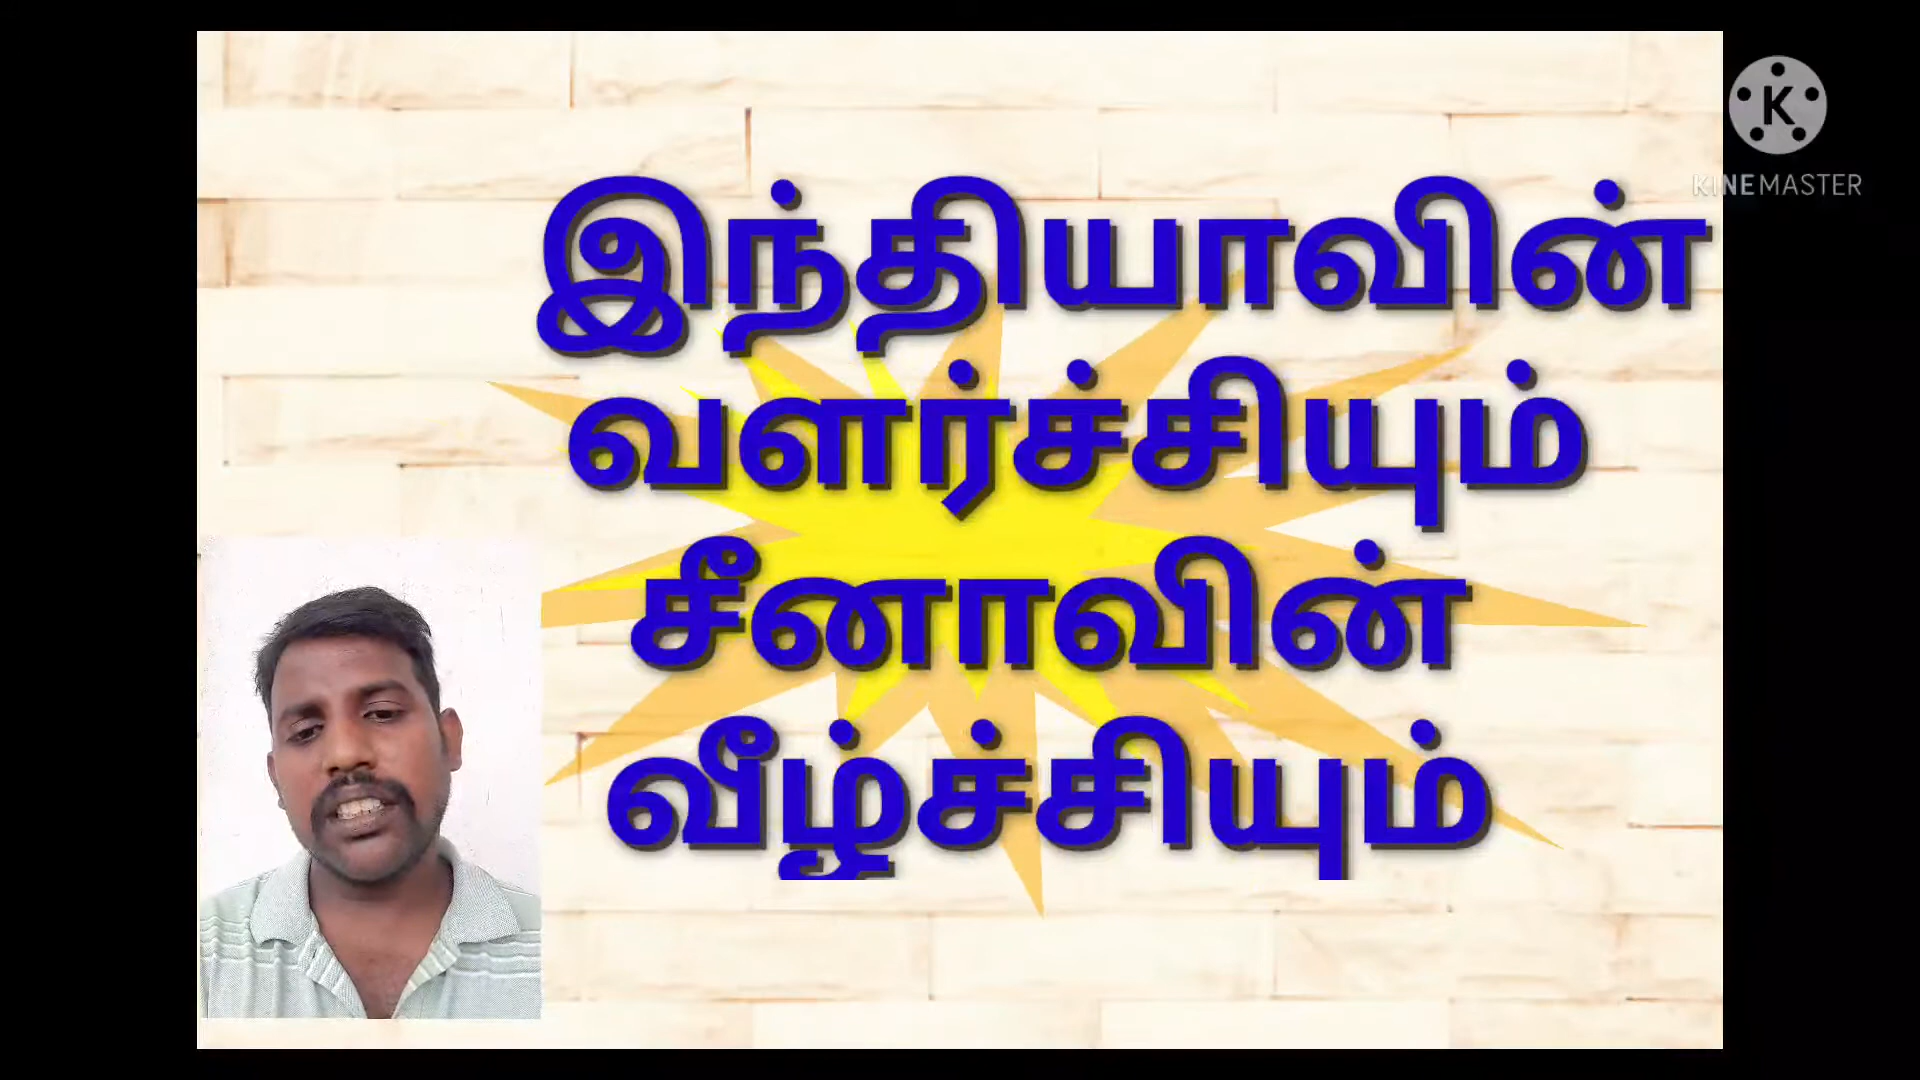 இந்தியாவின்
வளர்ச்சியும்
சீனாவின்
வீழ்ச்சியும்
K
KINEMASTER